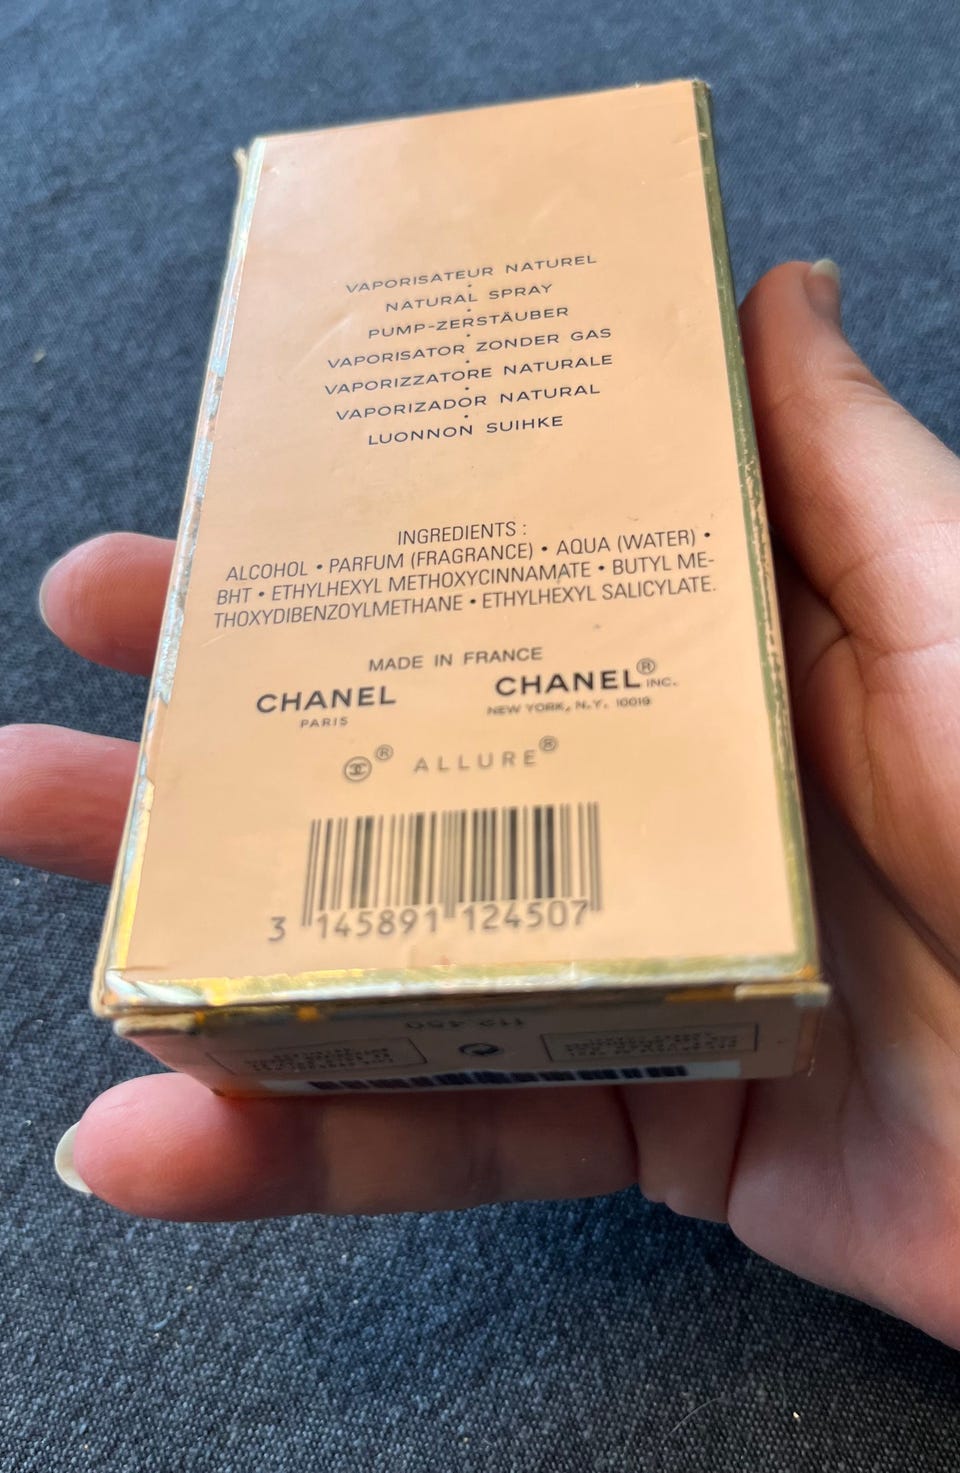 VAPORISATEUR NATUREL
•
NATURAL SPRAY
•
PUMP-ZERSTÄUBER
•
VAPORISATOR ZONDER GAS
•
VAPORIZZATORE NATURALE
•
VAPORIZADOR NATURAL
•
LUONNON SUIHKE
INGREDIENTS :
ALCOHOL • PARFUM (FRAGRANCE) • AQUA (WATER) •
BHT • ETHYLHEXYL METHOXYCINNAMATE • BUTYL ME-
THOXYDIBENZOYLMETHANE • ETHYLHEXYL SALICYLATE.
MADE IN FRANCE
CHANEL CHANEL® INC.
PARIS NEW YORK, N.Y. 10019
® ALLURE®
3 145891 124507
112.450